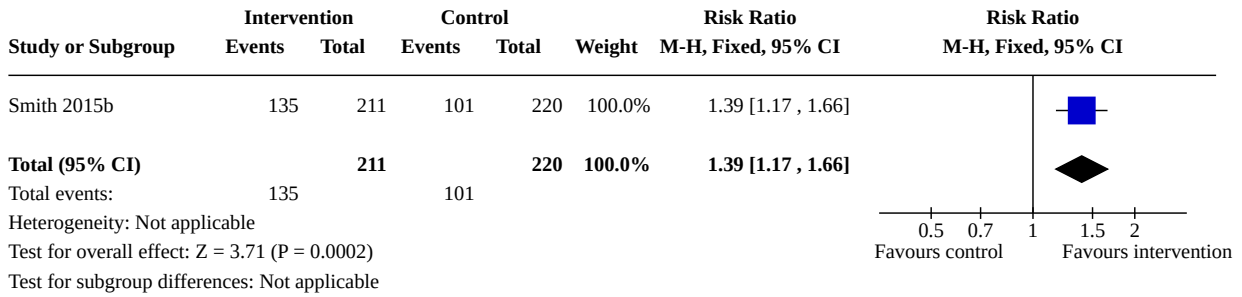 Intervention Control Risk Ratio Risk Ratio
Study or Subgroup Events Total Events Total Weight M-H, Fixed, 95% CI M-H, Fixed, 95% CI
Smith 2015b 135 211 101 220 100.0% 1.39 [1.17 , 1.66]
Total (95% CI) 211 220 100.0% 1.39 [1.17 , 1.66]
Total events: 135 101
Heterogeneity: Not applicable
Test for overall effect: Z = 3.71 (P = 0.0002)
Test for subgroup differences: Not applicable
0.5 0.7 1 1.5 2
Favours control Favours intervention